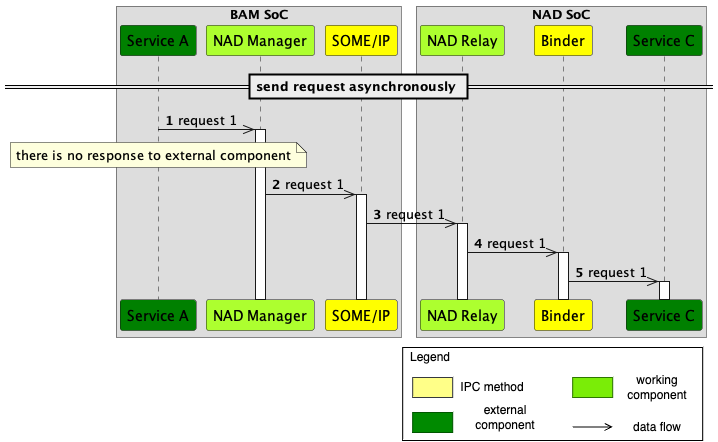 BAM SoC
NAD SoC
Service A
NAD Manager
SOME/IP
NAD Relay
Binder
Service C
send request asynchronously
1 request 1
there is no response to external component
2 request 1
3 request 1
4 request 1
5 request 1
Service A
NAD Manager
SOME/IP
NAD Relay
Binder
Service C
Legend
IPC method
working
component
external
component
data flow